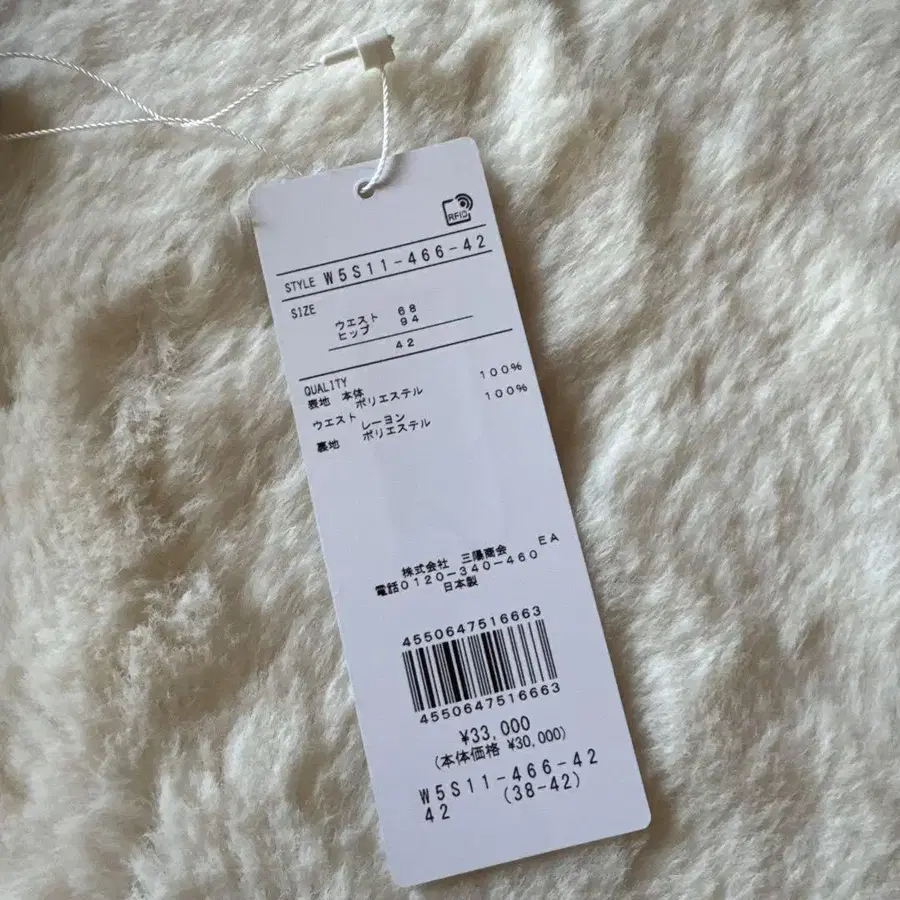 RFID
STYLE W5S11-466-42
SIZE
ウエスト 68
ヒップ 94
42
QUALITY
表地 本体 100%
ポリエステル
ウエスト 100%
レーヨン
裏地 ポリエステル
株式会社 三陽商会 EA
電話0120-340-460
日本製
4550647516663
4550647516663
¥33,000
(本体価格 ¥30,000)
W5S11-466-42
42 (38-42)